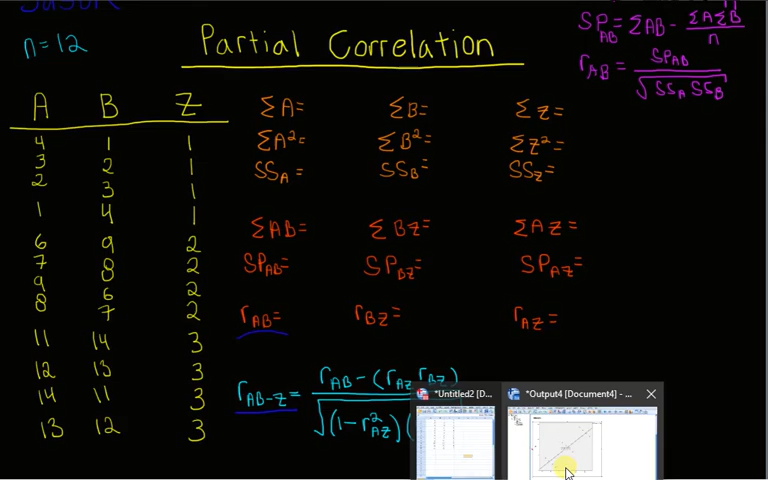 n=12
Partial Correlation
SP_AB = ΣAB - ΣAΣB / n
r_AB = SP_AB / √SS_A SS_B
A B Z
4 1 1
3 2 1
2 3 1
1 4 1
6 9 2
7 8 2
9 6 2
8 7 2
11 14 3
12 13 3
14 11 3
13 12 3
ΣA= ΣB= ΣZ=
ΣA²= ΣB²= ΣZ²=
SS_A= SS_B= SS_Z=
ΣAB= ΣBZ= ΣAZ=
SP_AB= SP_BZ= SP_AZ=
r_AB= r_BZ= r_AZ=
r_AB-Z = r_AB - (r_AZ r_BZ) / √(1-r²_AZ)(
*Untitled2 [D... *Output4 [Document4] - ...